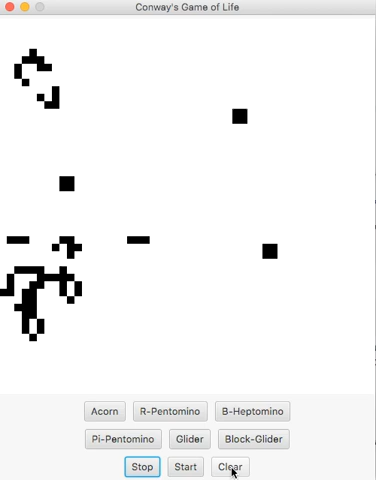 Conway's Game of Life
Acorn R-Pentomino B-Heptomino
Pi-Pentomino Glider Block-Glider
Stop Start Clear